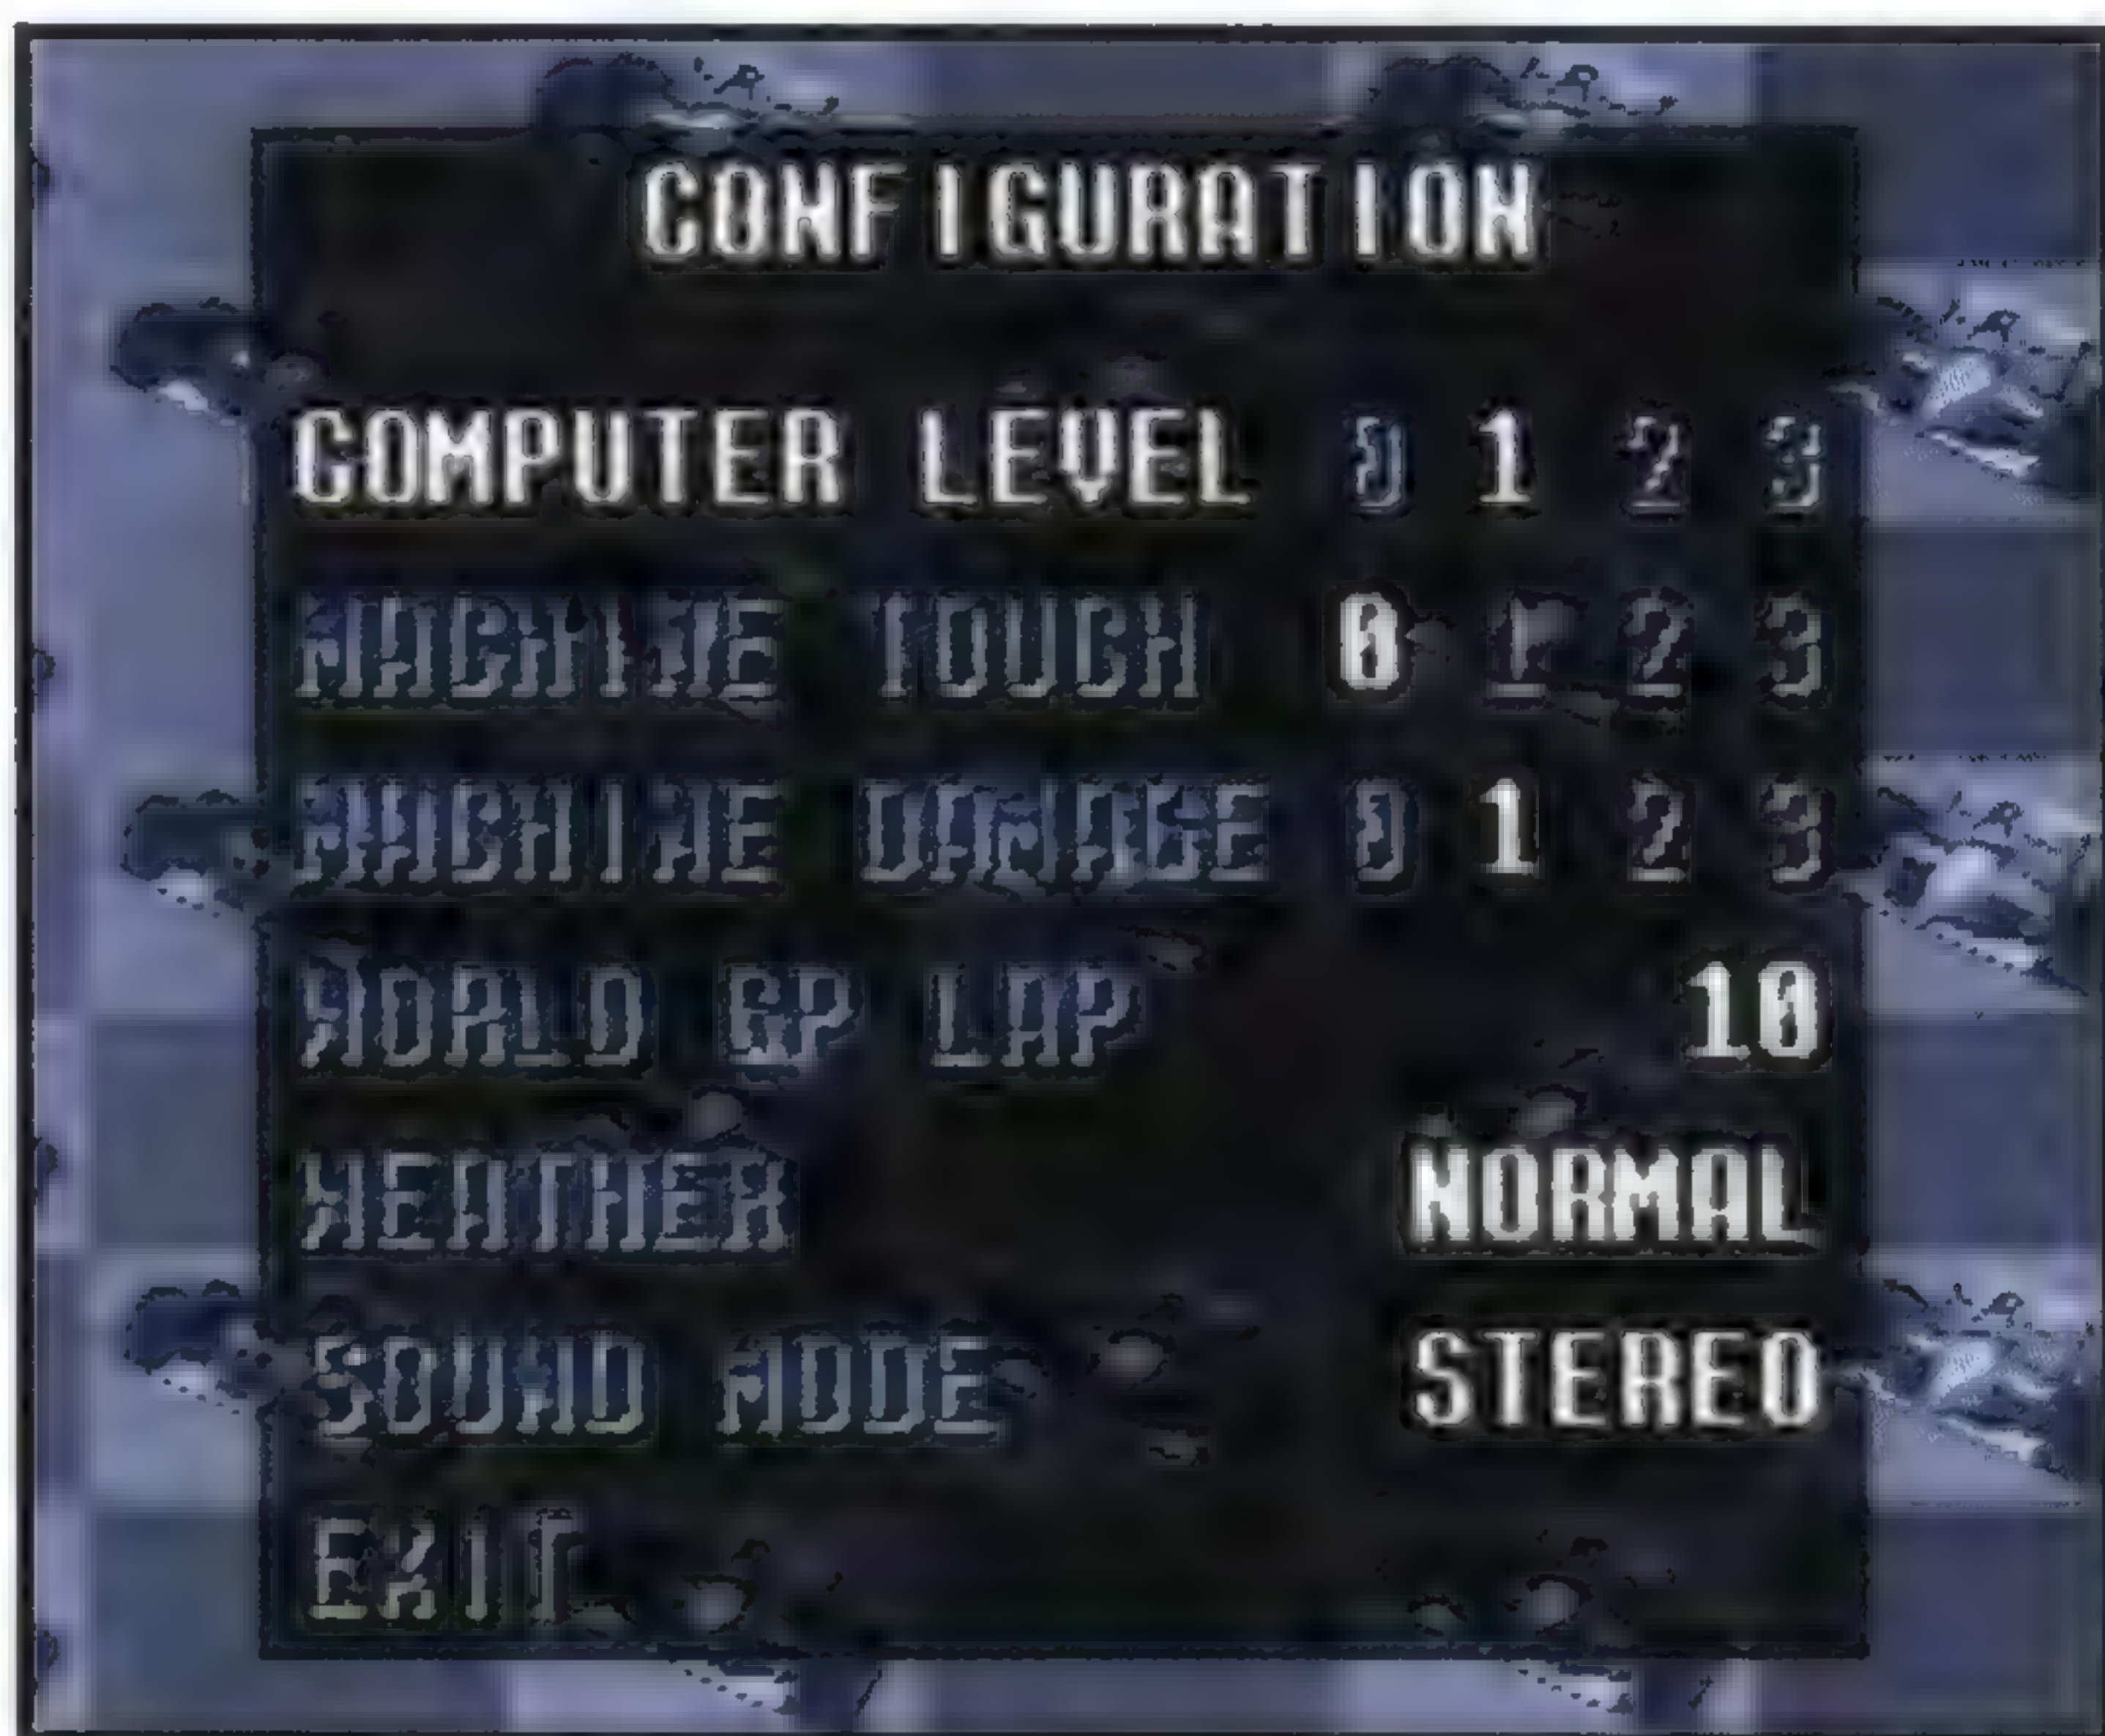 CONFIGURATION
COMPUTER LEVEL 0 1 2 3
MACHINE TOUCH 0 1 2 3
MACHINE DAMAGE 0 1 2 3
WORLD GP LAP 10
WEATHER NORMAL
SOUND MODE STEREO
EXIT